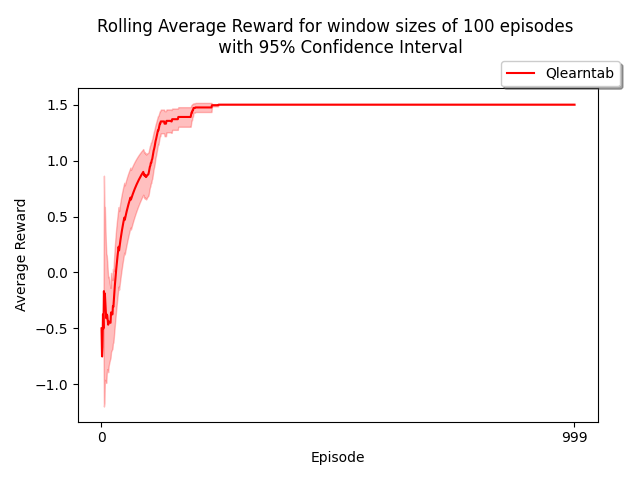 Rolling Average Reward for window sizes of 100 episodes
with 95% Confidence Interval
Qlearntab
1.5
1.0
0.5
0.0
−0.5
−1.0
Average Reward
0
999
Episode